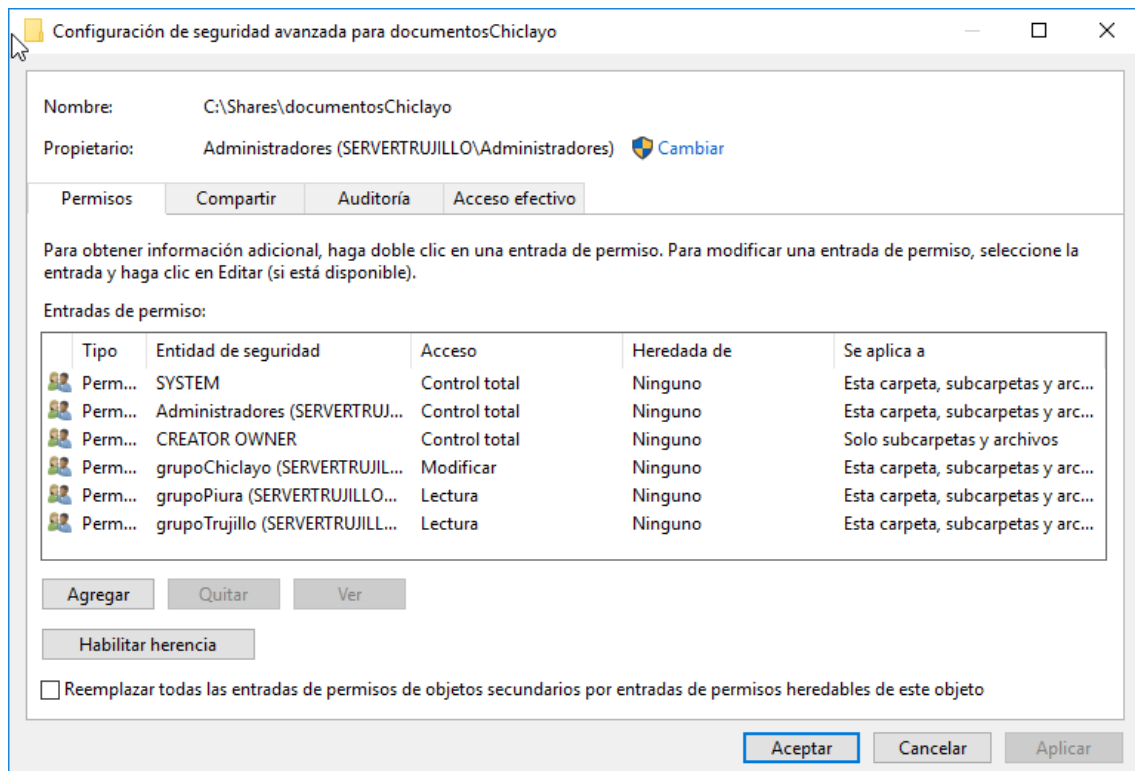 Configuración de seguridad avanzada para documentosChiclayo
Nombre: C:\Shares\documentosChiclayo
Propietario: Administradores (SERVERTRUJILLO\Administradores) Cambiar
Permisos Compartir Auditoría Acceso efectivo
Para obtener información adicional, haga doble clic en una entrada de permiso. Para modificar una entrada de permiso, seleccione la
entrada y haga clic en Editar (si está disponible).
Entradas de permiso:
Tipo Entidad de seguridad Acceso Heredada de Se aplica a
Perm... SYSTEM Control total Ninguno Esta carpeta, subcarpetas y arc...
Perm... Administradores (SERVERTRUJ... Control total Ninguno Esta carpeta, subcarpetas y arc...
Perm... CREATOR OWNER Control total Ninguno Solo subcarpetas y archivos
Perm... grupoChiclayo (SERVERTRUJIL... Modificar Ninguno Esta carpeta, subcarpetas y arc...
Perm... grupoPiura (SERVERTRUJILLO... Lectura Ninguno Esta carpeta, subcarpetas y arc...
Perm... grupoTrujillo (SERVERTRUJILL... Lectura Ninguno Esta carpeta, subcarpetas y arc...
Agregar Quitar Ver
Habilitar herencia
Reemplazar todas las entradas de permisos de objetos secundarios por entradas de permisos heredables de este objeto
Aceptar Cancelar Aplicar